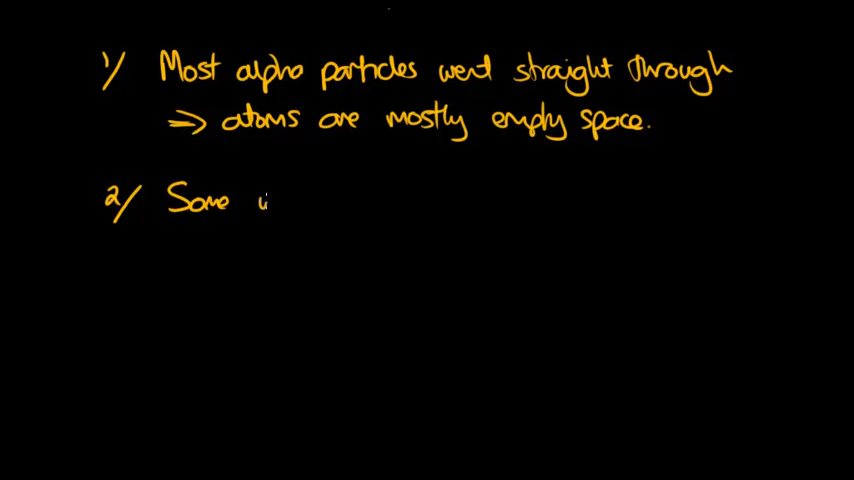 1/ Most alpha particles went straight through
⇒ atoms are mostly empty space.
2/ Some